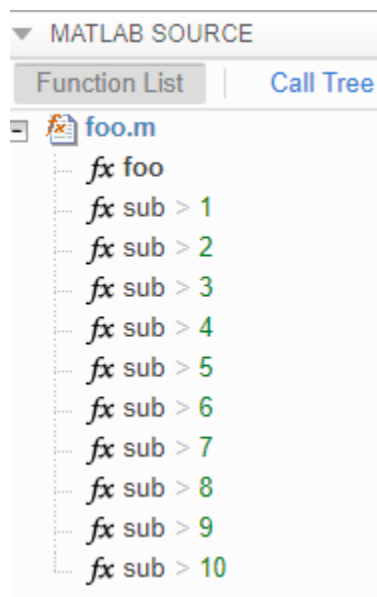 MATLAB SOURCE
Function List Call Tree
foo.m
fx foo
fx sub > 1
fx sub > 2
fx sub > 3
fx sub > 4
fx sub > 5
fx sub > 6
fx sub > 7
fx sub > 8
fx sub > 9
fx sub > 10